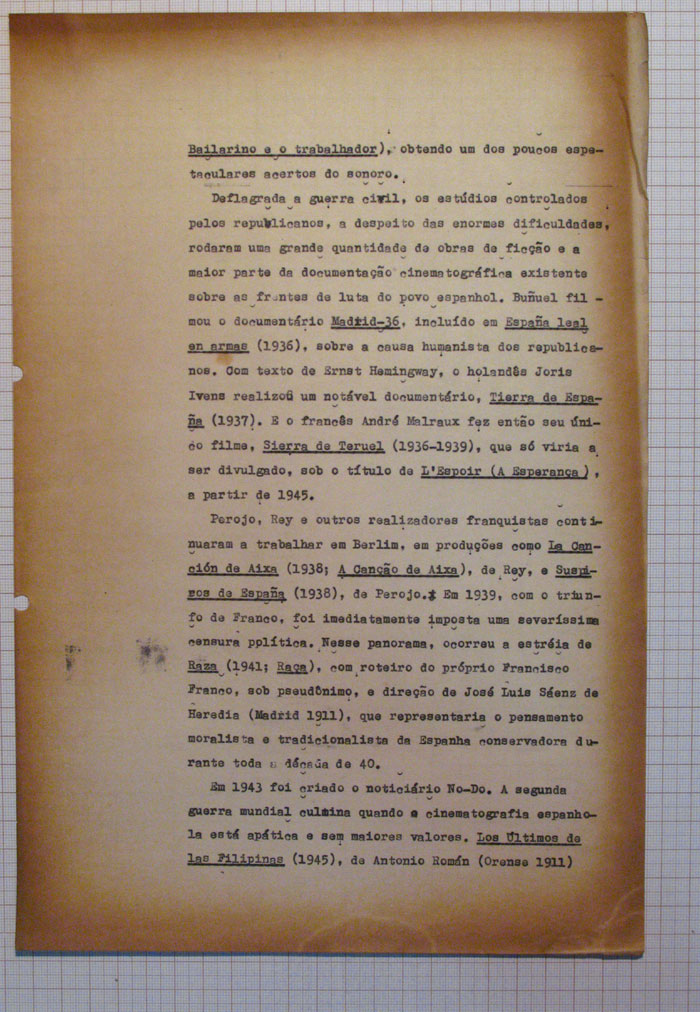 Bailarino e o trabalhador), obtendo um dos poucos espe-
taculares acertos do sonoro.
Deflagrada a guerra civil, os estúdios controlados
pelos republicanos, a despeito das enormes dificuldades,
rodaram uma grande quantidade de obras de ficção e a
maior parte da documentação cinematográfica existente
sobre as frentes de luta do povo espanhol. Buñuel fil -
mou o documentário Madrid-36, incluído em España leal
en armas (1936), sobre a causa humanista dos republica-
nos. Com texto de Ernst Hemingway, o holandês Joris
Ivens realizou um notável documentário, Tierra de Espa-
ña (1937). E o francês André Malraux fez então seu úni-
co filme, Sierra de Teruel (1936-1939), que só viria a
ser divulgado, sob o título de L'Espoir (A Esperança),
a partir de 1945.
Perojo, Rey e outros realizadores franquistas conti-
nuaram a trabalhar em Berlim, em produções como La Can-
ción de Aixa (1938; A Canção de Aixa), de Rey, e Suspi-
ros de España (1938), de Perojo. Em 1939, com o triun-
fo de Franco, foi imediatamente imposta uma severíssima
censura política. Nesse panorama, ocorreu a estréia de
Raza (1941; Raça), com roteiro do próprio Francisco
Franco, sob pseudônimo, e direção de José Luis Sáenz de
Heredia (Madrid 1911), que representaria o pensamento
moralista e tradicionalista da Espanha conservadora du-
rante toda a década de 40.
Em 1943 foi criado o noticiário No-Do. A segunda
guerra mundial culmina quando a cinematografia espanho-
la está apática e sem maiores valores. Los Últimos de
las Filipinas (1945), de Antonio Román (Orense 1911)